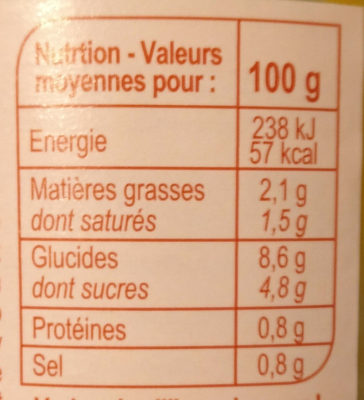 Nutrtion - Valeurs
moyennes pour : 100 g
Energie 238 kJ
57 kcal
Matières grasses 2,1 g
dont saturés 1,5 g
Glucides 8,6 g
dont sucres 4,8 g
Protéines 0,8 g
Sel 0,8 g